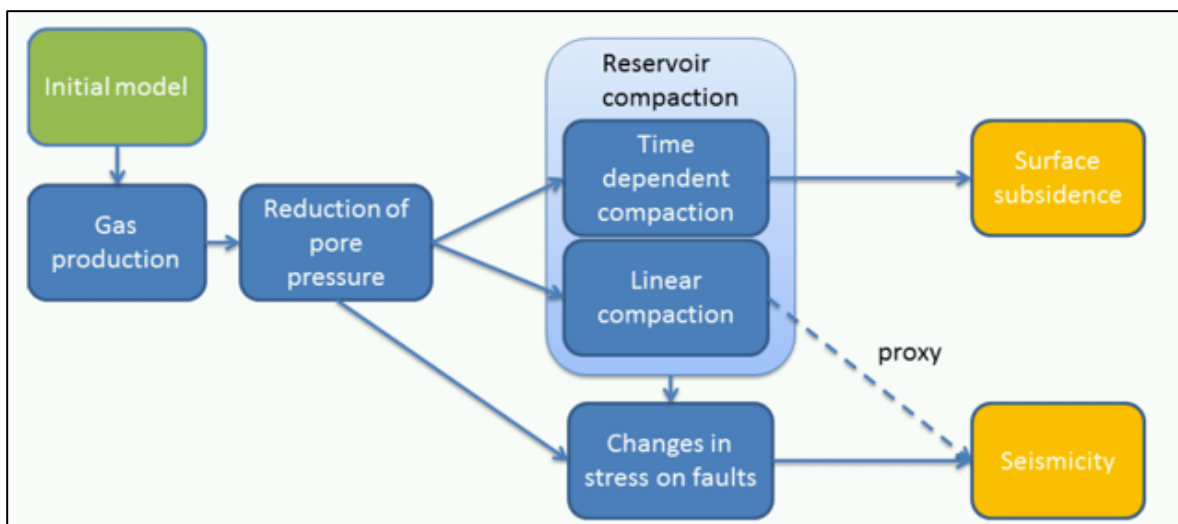 Initial model
Gas
production
Reduction of
pore
pressure
Reservoir
compaction
Time
dependent
compaction
Linear
compaction
Changes in
stress on faults
Surface
subsidence
proxy
Seismicity